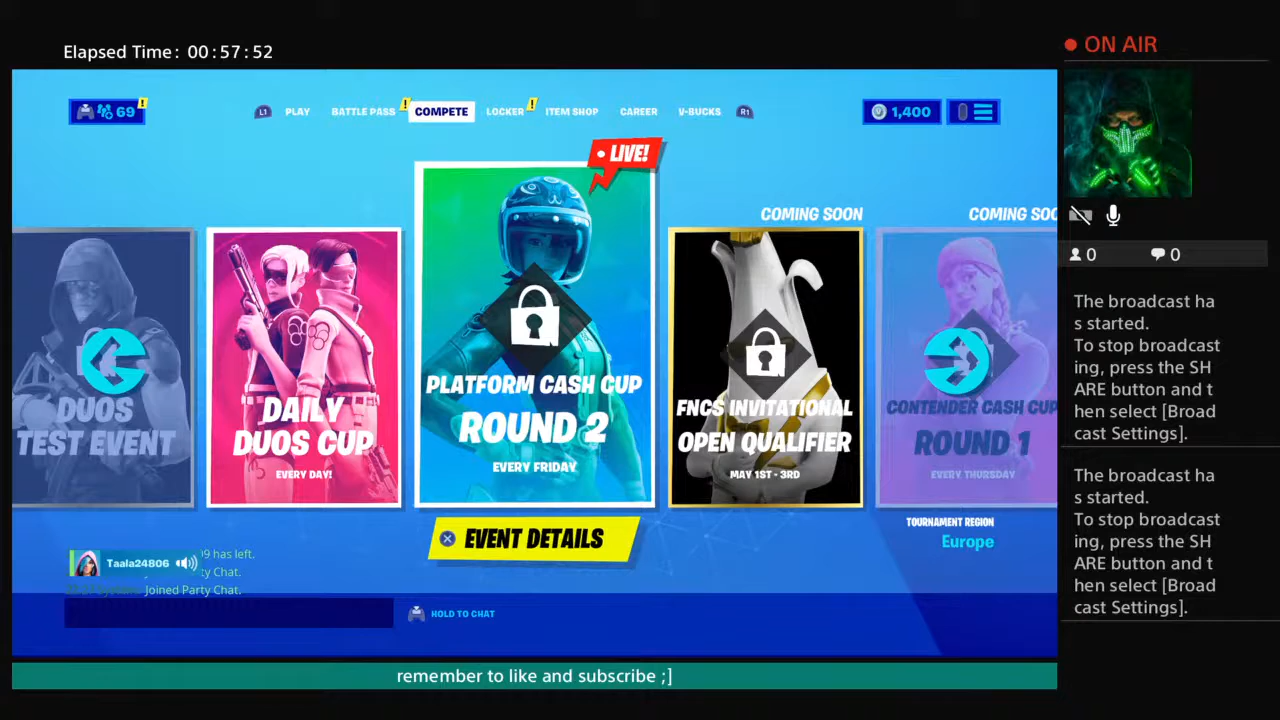 Elapsed Time: 00:57:52
ON AIR
69
!
L1
PLAY
BATTLE PASS
!
COMPETE
LOCKER
!
ITEM SHOP
CAREER
V-BUCKS
R1
1,400
LIVE!
COMING SOON
COMING SOO
DUOS
TEST EVENT
DAILY
DUOS CUP
EVERY DAY!
PLATFORM CASH CUP
ROUND 2
EVERY FRIDAY
FNCS INVITATIONAL
OPEN QUALIFIER
MAY 1ST - 3RD
CONTENDER CASH CUP
ROUND 1
EVERY THURSDAY
EVENT DETAILS
TOURNAMENT REGION
Europe
9 has left.
Taala24806
ty Chat.
Joined Party Chat.
HOLD TO CHAT
remember to like and subscribe ;]
0
0
The broadcast ha
s started.
To stop broadcast
ing, press the SH
ARE button and t
hen select [Broad
cast Settings].
The broadcast ha
s started.
To stop broadcast
ing, press the SH
ARE button and t
hen select [Broad
cast Settings].